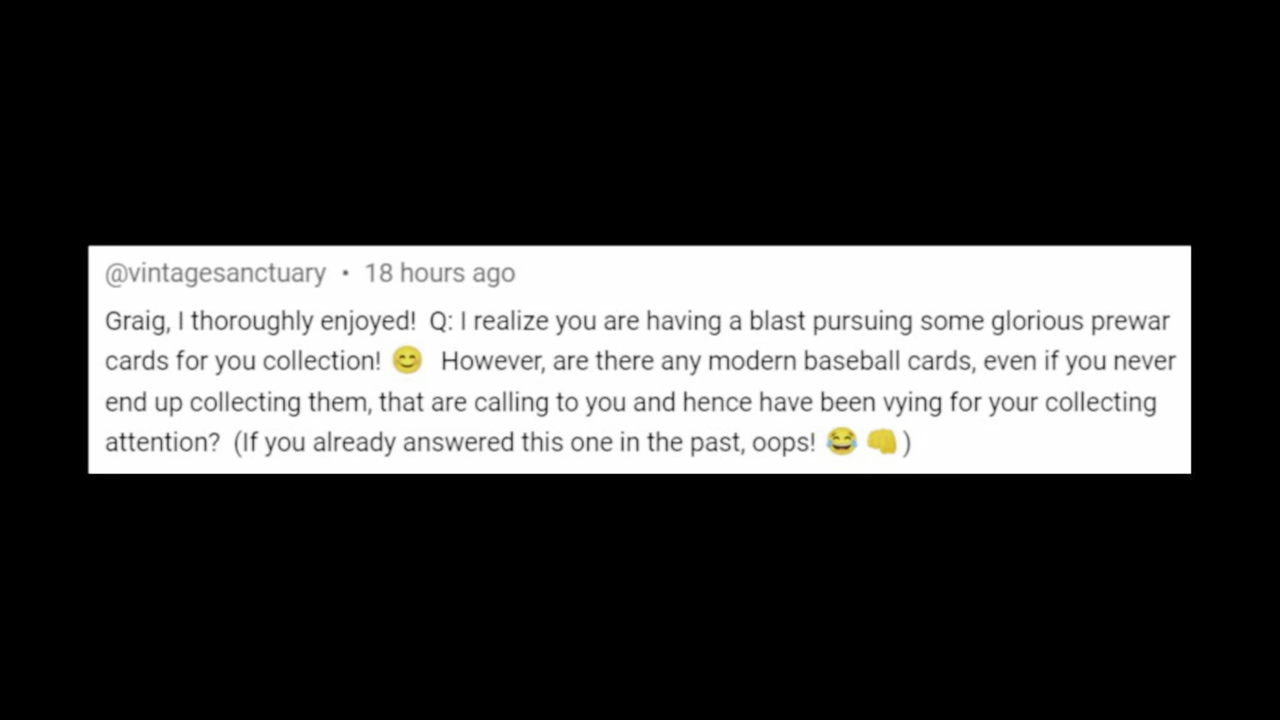 @vintagesanctuary • 18 hours ago
Graig, I thoroughly enjoyed!  Q: I realize you are having a blast pursuing some glorious prewar
cards for you collection! 😊  However, are there any modern baseball cards, even if you never
end up collecting them, that are calling to you and hence have been vying for your collecting
attention?  (If you already answered this one in the past, oops! 😂 👊)